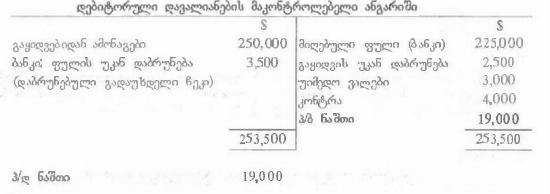 დებიტორული დავალიანების მაკონტროლებელი ანგარიში
$ $
გაყიდვებიდან ამონაგები 250,000 მიღებული ფული (ბანკი) 225,000
ბანკი: ფულის უკან დაბრუნება 3,500 გაყიდვის უკან დაბრუნება 2,500
(დაბრუნებული გადაუხდელი ჩეკი) უიმედო ვალები 3,000
კონტრა 4,000
პ/ბ ნაშთი 19,000
253,500 253,500
პ/დ ნაშთი 19,000